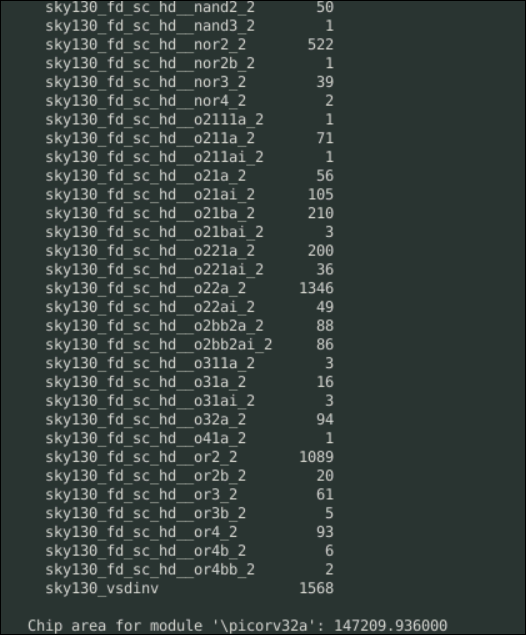 sky130_fd_sc_hd__nand2_2 50
sky130_fd_sc_hd__nand3_2 1
sky130_fd_sc_hd__nor2_2 522
sky130_fd_sc_hd__nor2b_2 1
sky130_fd_sc_hd__nor3_2 39
sky130_fd_sc_hd__nor4_2 2
sky130_fd_sc_hd__o2111a_2 1
sky130_fd_sc_hd__o211a_2 71
sky130_fd_sc_hd__o211ai_2 1
sky130_fd_sc_hd__o21a_2 56
sky130_fd_sc_hd__o21ai_2 105
sky130_fd_sc_hd__o21ba_2 210
sky130_fd_sc_hd__o21bai_2 3
sky130_fd_sc_hd__o221a_2 200
sky130_fd_sc_hd__o221ai_2 36
sky130_fd_sc_hd__o22a_2 1346
sky130_fd_sc_hd__o22ai_2 49
sky130_fd_sc_hd__o2bb2a_2 88
sky130_fd_sc_hd__o2bb2ai_2 86
sky130_fd_sc_hd__o311a_2 3
sky130_fd_sc_hd__o31a_2 16
sky130_fd_sc_hd__o31ai_2 3
sky130_fd_sc_hd__o32a_2 94
sky130_fd_sc_hd__o41a_2 1
sky130_fd_sc_hd__or2_2 1089
sky130_fd_sc_hd__or2b_2 20
sky130_fd_sc_hd__or3_2 61
sky130_fd_sc_hd__or3b_2 5
sky130_fd_sc_hd__or4_2 93
sky130_fd_sc_hd__or4b_2 6
sky130_fd_sc_hd__or4bb_2 2
sky130_vsdinv 1568
Chip area for module '\picorv32a': 147209.936000